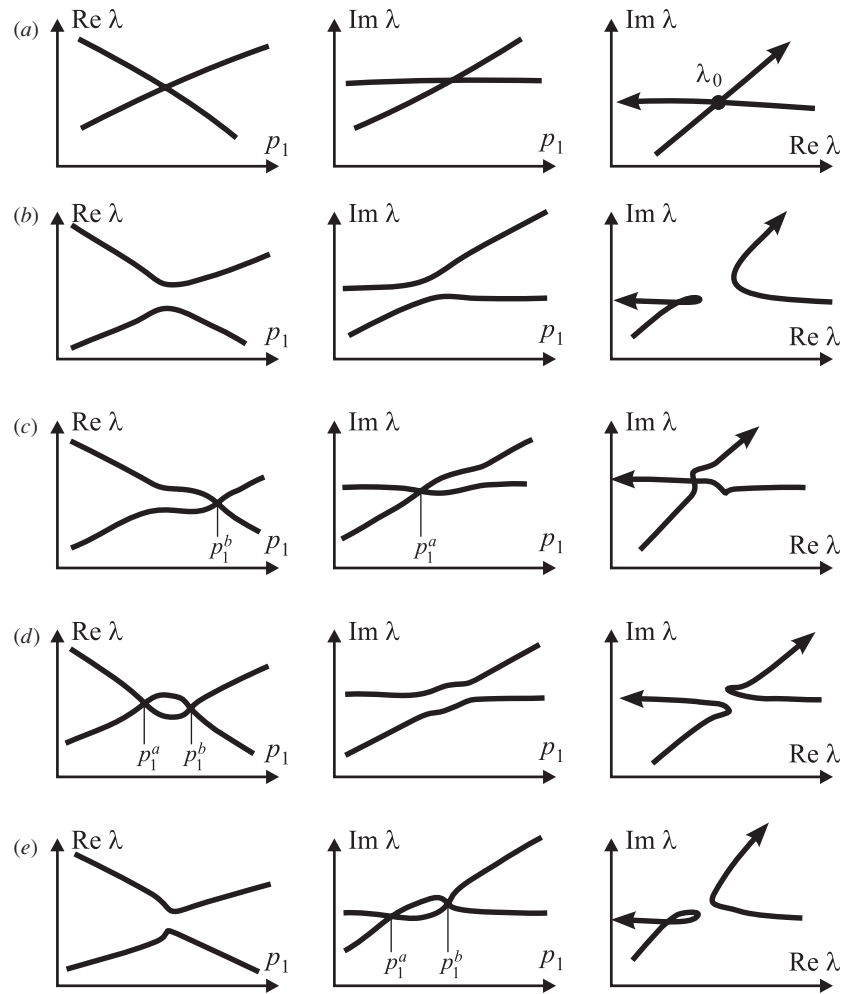 (a) Re λ Im λ Im λ
λ₀
p₁ p₁ Re λ
(b) Re λ Im λ Im λ
p₁ p₁ Re λ
(c) Re λ Im λ Im λ
p₁ᵇ p₁ p₁ᵃ p₁ Re λ
(d) Re λ Im λ Im λ
p₁ᵃ p₁ᵇ p₁ p₁ Re λ
(e) Re λ Im λ Im λ
p₁ p₁ᵃ p₁ᵇ p₁ Re λ